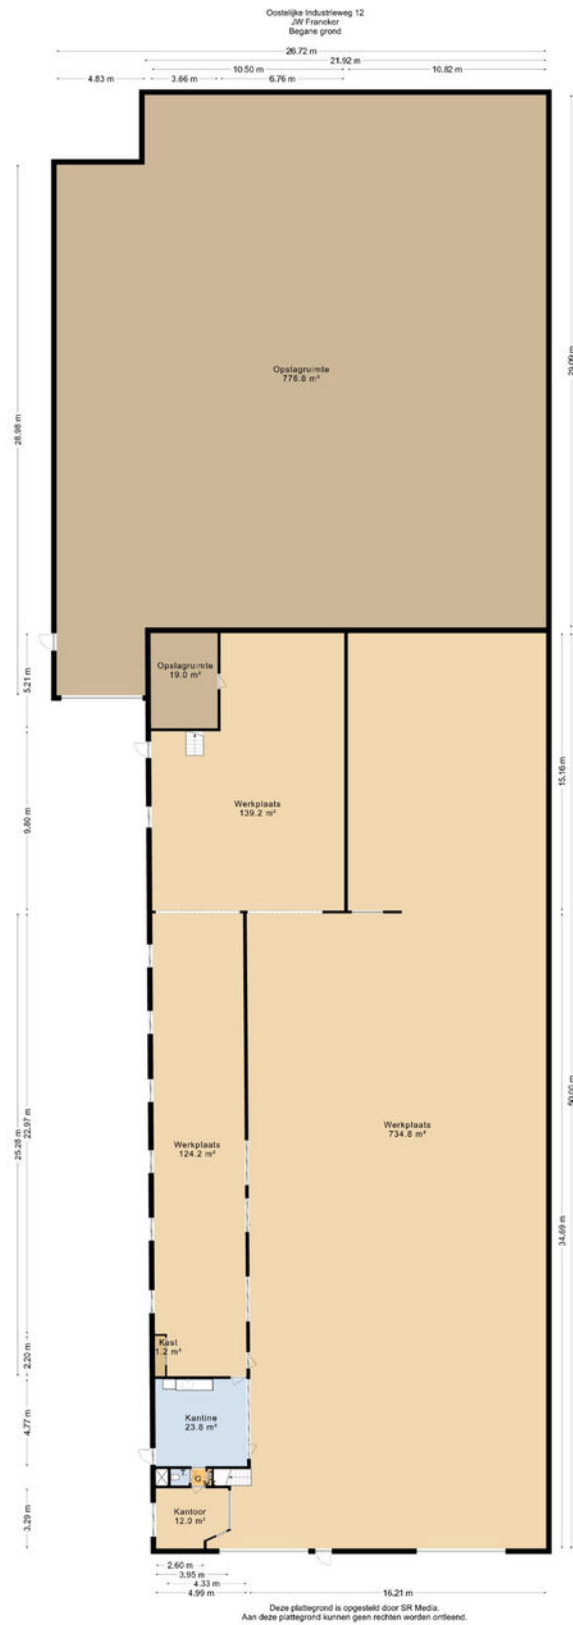 Oostelijke Industrieweg 12
JW Franeker
Begane grond
26.72 m
21.92 m
10.50 m
10.82 m
4.83 m
3.66 m
6.76 m
28.98 m
29.09 m
Opslagruimte
776.8 m²
5.21 m
Opslagruimte
19.0 m²
15.16 m
9.80 m
Werkplaats
139.2 m²
25.28 m
22.97 m
Werkplaats
124.2 m²
Werkplaats
734.8 m²
50.00 m
34.69 m
Kast
1.2 m²
2.20 m
Kantine
23.8 m²
4.77 m
G
Kantoor
12.0 m²
3.29 m
2.60 m
3.95 m
4.33 m
4.99 m
16.21 m
Deze plattegrond is opgesteld door SR Media.
Aan deze plattegrond kunnen geen rechten worden ontleend.